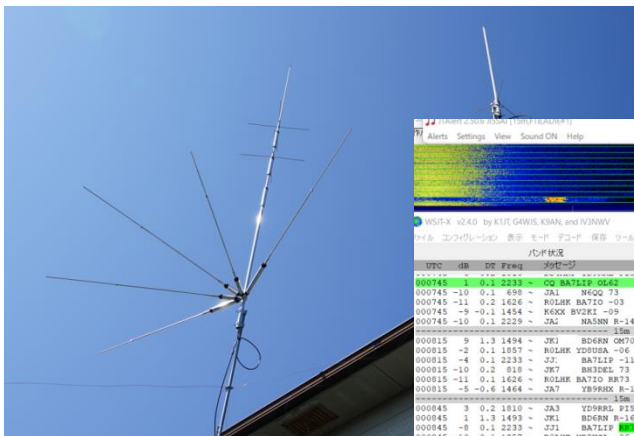 Alerts Settings View Sound ON Help
WSJT-X v2.4.0 by K1JT, G4WJS, K9AN, and IV3NWV
コンフィグレーション 表示 モード デコード 保存 ツール
バンド状況
UTC dB DT Freq メッセージ
000745 1 0.1 2233 ~ CQ BA7LIP OL62
000745 -10 0.1 698 ~ JA1 N6QQ 73
000745 -11 0.2 1626 ~ R0LHK BA7IO -03
000745 -9 -0.1 1454 ~ K6XX BV2KI -09
000745 -10 0.1 2229 ~ JA2 NA5NN R-14
15m
000815 9 1.3 1494 ~ JK1 BD6RN OM70
000815 -2 0.1 1857 ~ R0LHK YD8USA -06
000815 -4 0.1 2233 ~ JJ1 BA7LIP -11
000815 -10 0.2 818 ~ JK7 BH3DEL 73
000815 -11 0.1 1626 ~ R0LHK BA7IO RR73
000815 -5 -0.6 1464 ~ JA7 YB9RHX R-1
15m
000845 3 0.2 1810 ~ JA3 YD9RRL PI5
000845 1 1.3 1493 ~ JK1 BD6RN R-16
000845 -8 0.1 2233 ~ JJ1 BA7LIP RR7